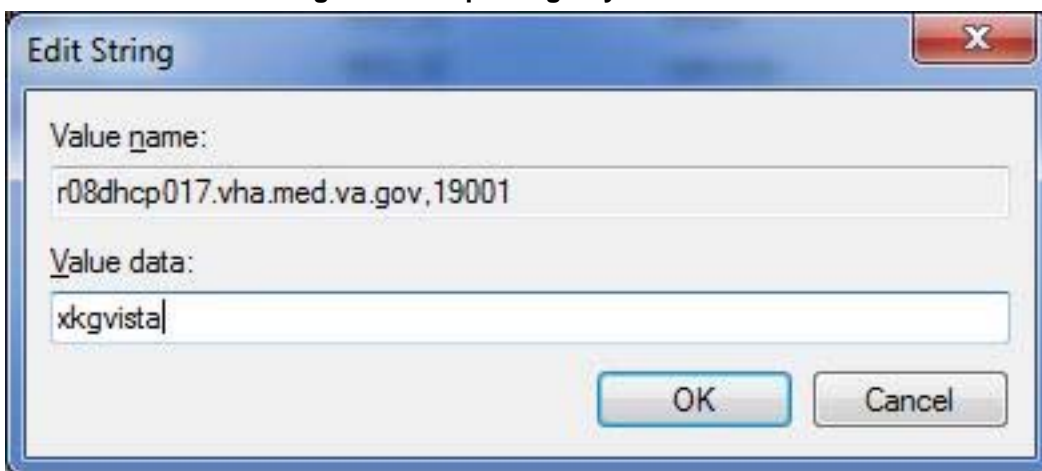 Edit String
Value name:
r08dhcp017.vha.med.va.gov,19001
Value data:
xkgvista
OK
Cancel